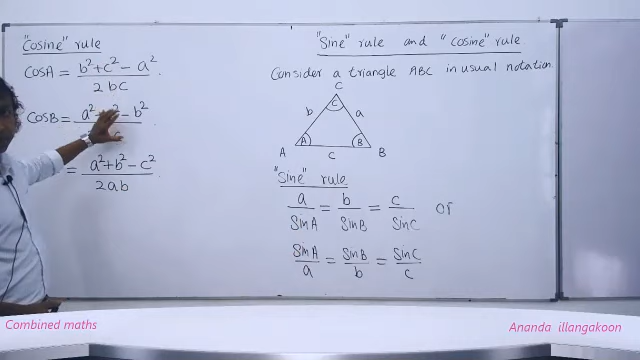 "Cosine" rule
CosA = b²+c² - a² / 2bc
CosB = a²+ ² - b²
= a²+b²-c² / 2ab
"Sine" rule and "cosine" rule
Consider a triangle ABC in usual notation
C
C
b
a
A
B
A
c
B
"Sine" rule
a / SinA = b / SinB = c / SinC or
SinA / a = SinB / b = SinC / c
Combined maths
Ananda illangakoon